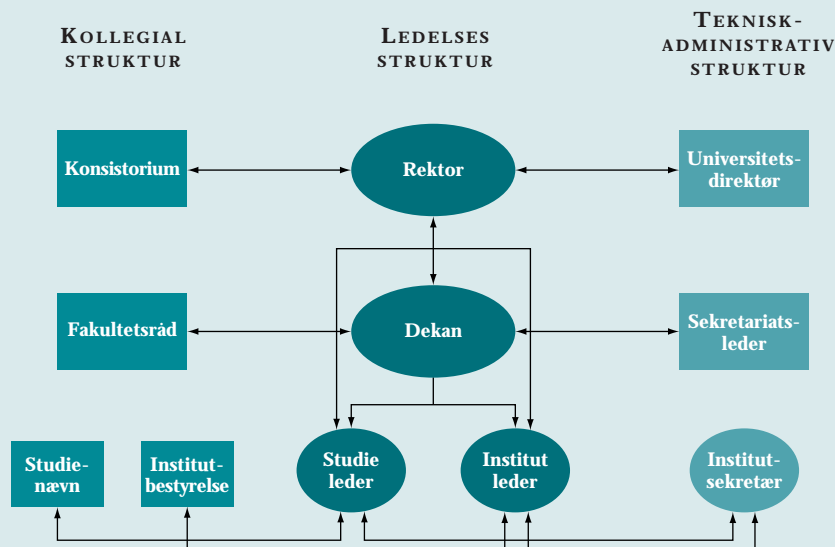 KOLLEGIAL
STRUKTUR
LEDELSES
STRUKTUR
TEKNISK-
ADMINISTRATIV
STRUKTUR
Konsistorium
Rektor
Universitets-
direktør
Fakultetsråd
Dekan
Sekretariats-
leder
Studie-
nævn
Institut-
bestyrelse
Studie
leder
Institut
leder
Institut-
sekretær